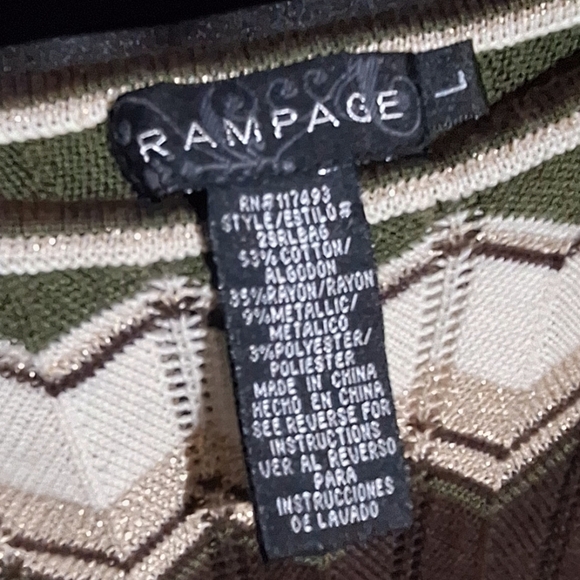 RAMPAGE
L
RN#117493
STYLE/ESTILO#
23RLBAG
53%COTTON/
ALGODON
35%RAYON/RAYON
9%METALLIC/
METALICO
3%POLYESTER/
POLIESTER
MADE IN CHINA
HECHO EN CHINA
SEE REVERSE FOR
INSTRUCTIONS
VER AL REVERSO
PARA
INSTRUCCIONES
DE LAVADO